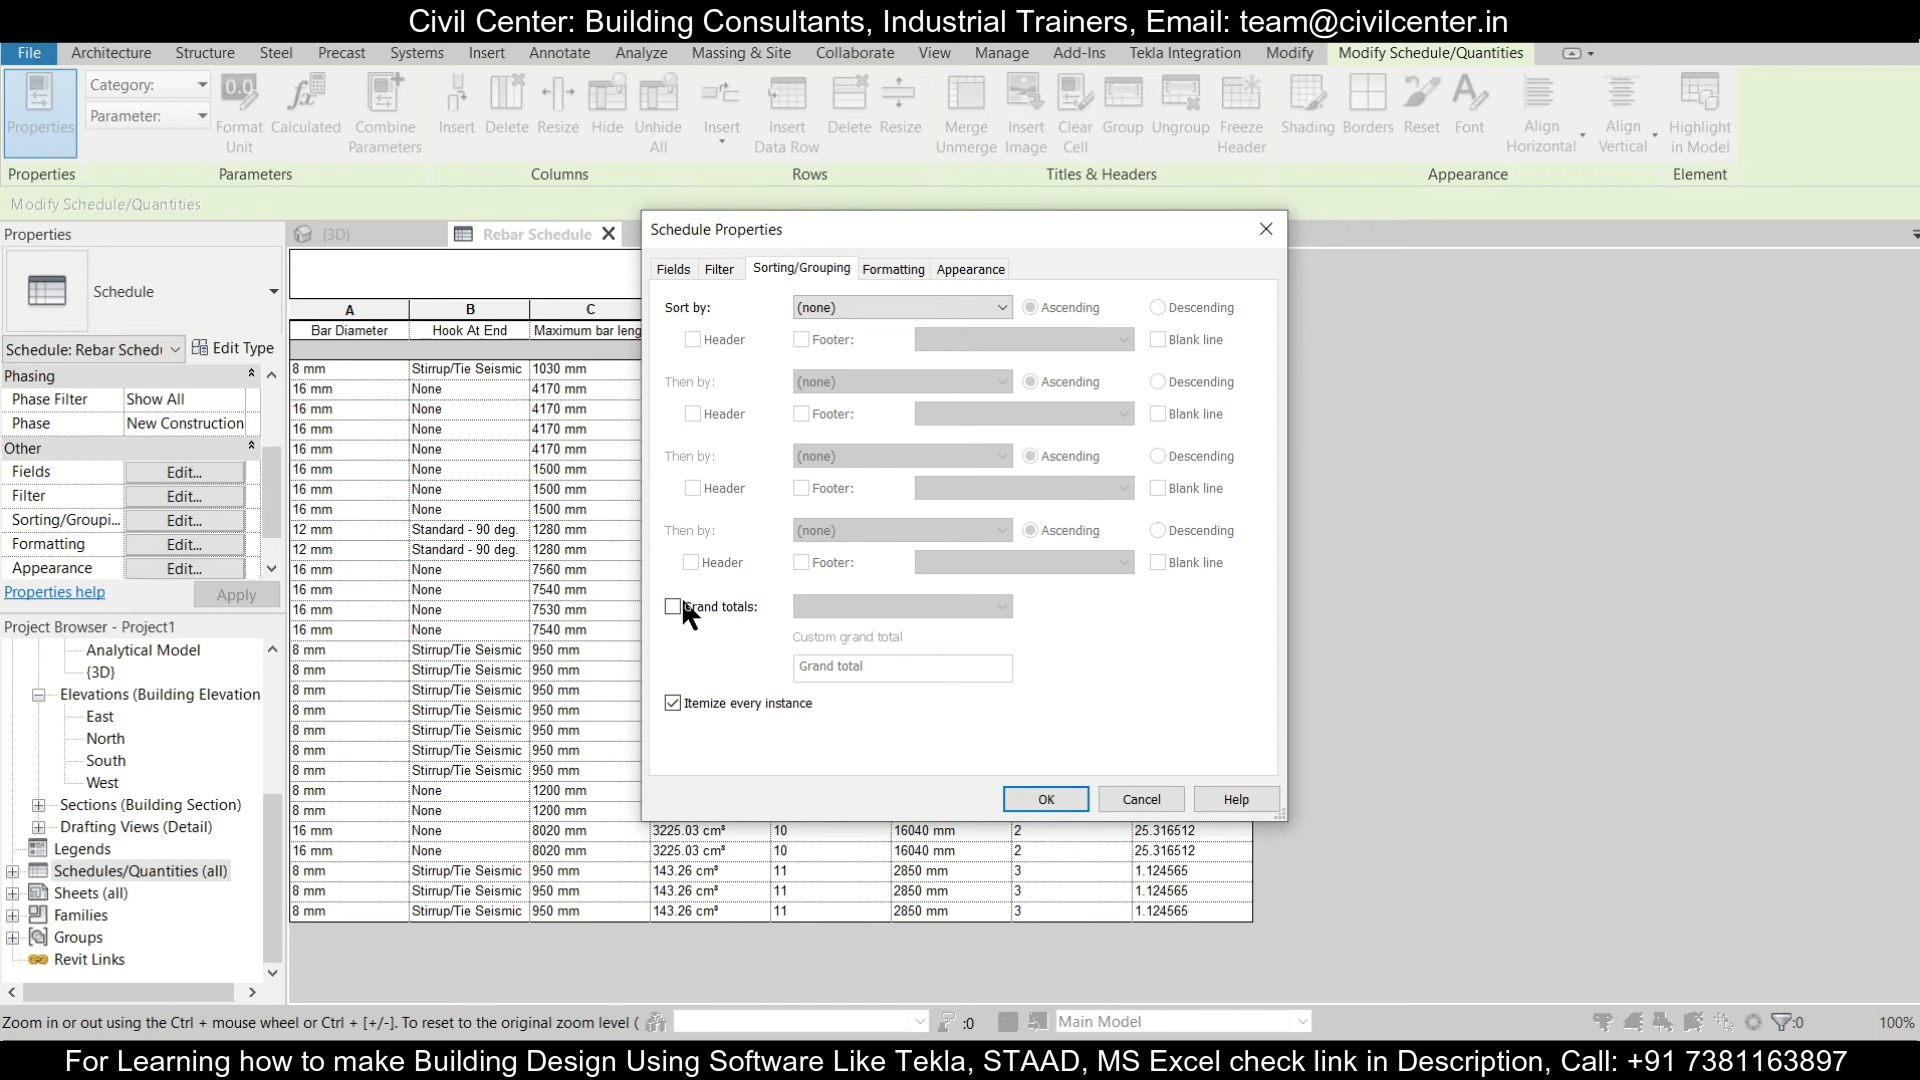 Civil Center: Building Consultants, Industrial Trainers, Email: team@civilcenter.in
File Architecture Structure Steel Precast Systems Insert Annotate Analyze Massing & Site Collaborate View Manage Add-Ins Tekla Integration Modify Modify Schedule/Quantities
Properties Category: Parameter: Format Unit Calculated Combine Parameters Insert Delete Resize Hide Unhide All Insert Insert Data Row Delete Resize Merge Unmerge Insert Image Clear Cell Group Ungroup Freeze Header Shading Borders Reset Font Align Horizontal Align Vertical Highlight in Model
Properties Parameters Columns Rows Titles & Headers Appearance Element
Modify Schedule/Quantities
Properties
Schedule
Schedule: Rebar Schedu Edit Type
Phasing
Phase Filter Show All
Phase New Construction
Other
Fields Edit...
Filter Edit...
Sorting/Groupi... Edit...
Formatting Edit...
Appearance Edit...
Properties help Apply
Project Browser - Project1
Analytical Model
{3D}
Elevations (Building Elevation
East
North
South
West
Sections (Building Section)
Drafting Views (Detail)
Legends
Schedules/Quantities (all)
Sheets (all)
Families
Groups
Revit Links
{3D} Rebar Schedule
A B C
Bar Diameter Hook At End Maximum bar leng
8 mm Stirrup/Tie Seismic 1030 mm
16 mm None 4170 mm
16 mm None 4170 mm
16 mm None 4170 mm
16 mm None 4170 mm
16 mm None 1500 mm
16 mm None 1500 mm
16 mm None 1500 mm
12 mm Standard - 90 deg. 1280 mm
12 mm Standard - 90 deg. 1280 mm
16 mm None 7560 mm
16 mm None 7540 mm
16 mm None 7530 mm
16 mm None 7540 mm
8 mm Stirrup/Tie Seismic 950 mm
8 mm Stirrup/Tie Seismic 950 mm
8 mm Stirrup/Tie Seismic 950 mm
8 mm Stirrup/Tie Seismic 950 mm
8 mm Stirrup/Tie Seismic 950 mm
8 mm Stirrup/Tie Seismic 950 mm
8 mm Stirrup/Tie Seismic 950 mm
8 mm None 1200 mm
8 mm None 1200 mm
16 mm None 8020 mm 3225.03 cm³ 10 16040 mm 2 25.316512
16 mm None 8020 mm 3225.03 cm³ 10 16040 mm 2 25.316512
8 mm Stirrup/Tie Seismic 950 mm 143.26 cm³ 11 2850 mm 3 1.124565
8 mm Stirrup/Tie Seismic 950 mm 143.26 cm³ 11 2850 mm 3 1.124565
8 mm Stirrup/Tie Seismic 950 mm 143.26 cm³ 11 2850 mm 3 1.124565
Schedule Properties
Fields Filter Sorting/Grouping Formatting Appearance
Sort by: (none) Ascending Descending
Header Footer: Blank line
Then by: (none) Ascending Descending
Header Footer: Blank line
Then by: (none) Ascending Descending
Header Footer: Blank line
Then by: (none) Ascending Descending
Header Footer: Blank line
Grand totals:
Custom grand total
Grand total
Itemize every instance
OK Cancel Help
Zoom in or out using the Ctrl + mouse wheel or Ctrl + [+/-]. To reset to the original zoom level ( :0 Main Model :0 100%
For Learning how to make Building Design Using Software Like Tekla, STAAD, MS Excel check link in Description, Call: +91 7381163897